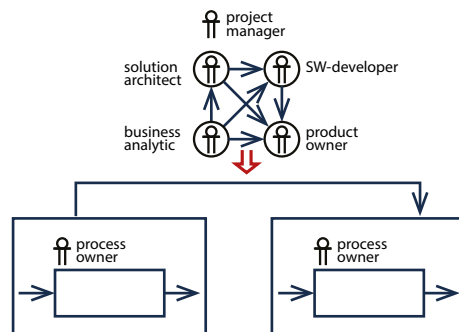 project
manager
solution
architect
SW-developer
business
analytic
product
owner
process
owner
process
owner